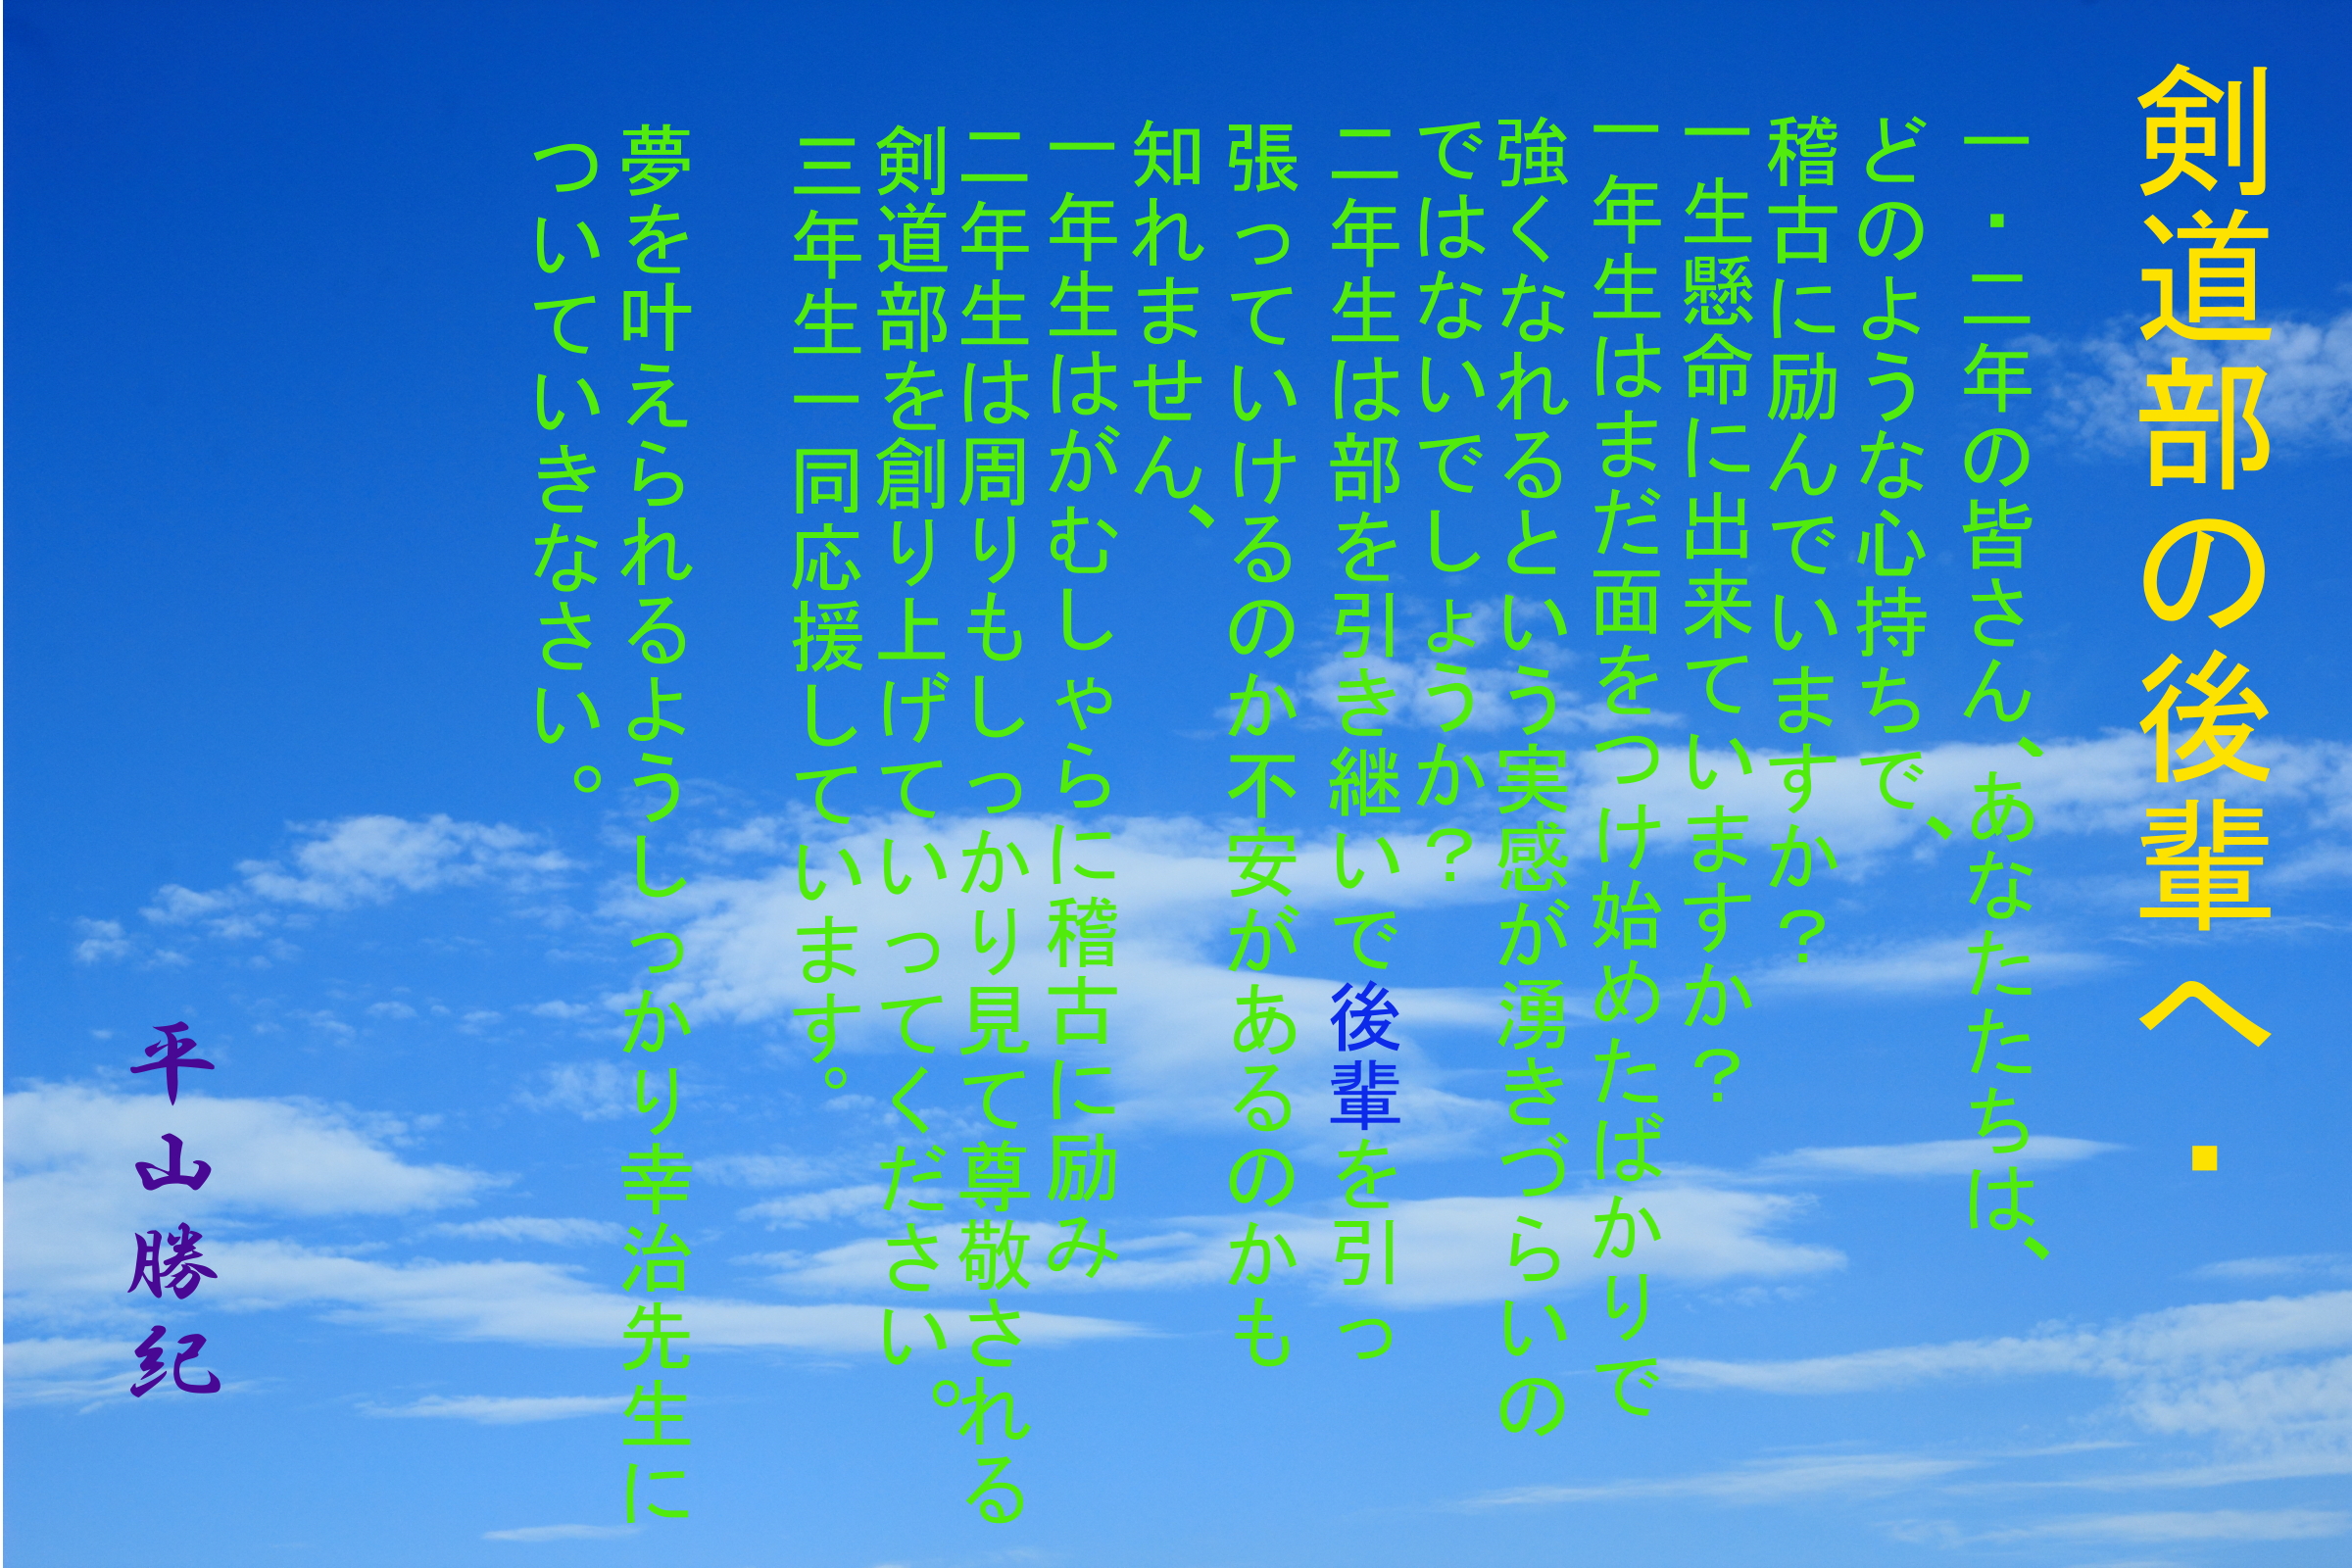 剣道部の後輩へ・
一・二年の皆さん、あなたたちは、
どのような心持ちで、
稽古に励んでいますか？
一生懸命に出来ていますか？
一年生はまだ面をつけ始めたばかりで
強くなれるという実感が湧きづらいの
ではないでしょうか？
二年生は部を引き継いで後輩を引っ
張っていけるのか不安があるのかも
知れません、
一年生はがむしゃらに稽古に励み
二年生は周りもしっかり見て尊敬される
剣道部を創り上げていってください。
三年生一同応援しています。
夢を叶えられるようしっかり幸治先生に
ついていきなさい。
平山勝紀